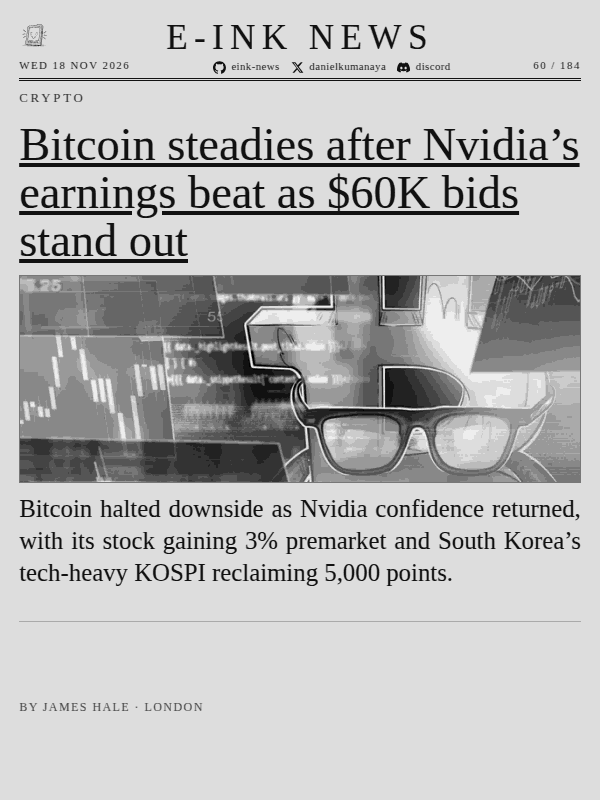 E-INK NEWS
WED 18 NOV 2026
eink-news danielkumanaya discord
60 / 184
CRYPTO
Bitcoin steadies after Nvidia’s
earnings beat as $60K bids
stand out
Bitcoin halted downside as Nvidia confidence returned,
with its stock gaining 3% premarket and South Korea’s
tech-heavy KOSPI reclaiming 5,000 points.
BY JAMES HALE · LONDON